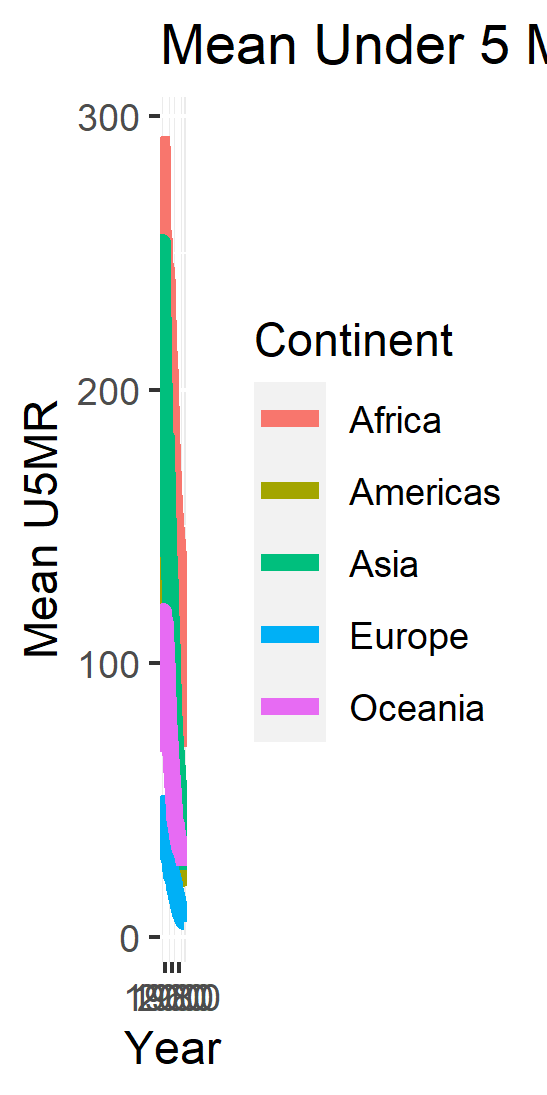 Mean Under 5 M
300
200
100
0
Mean U5MR
Continent
Africa
Americas
Asia
Europe
Oceania
Year